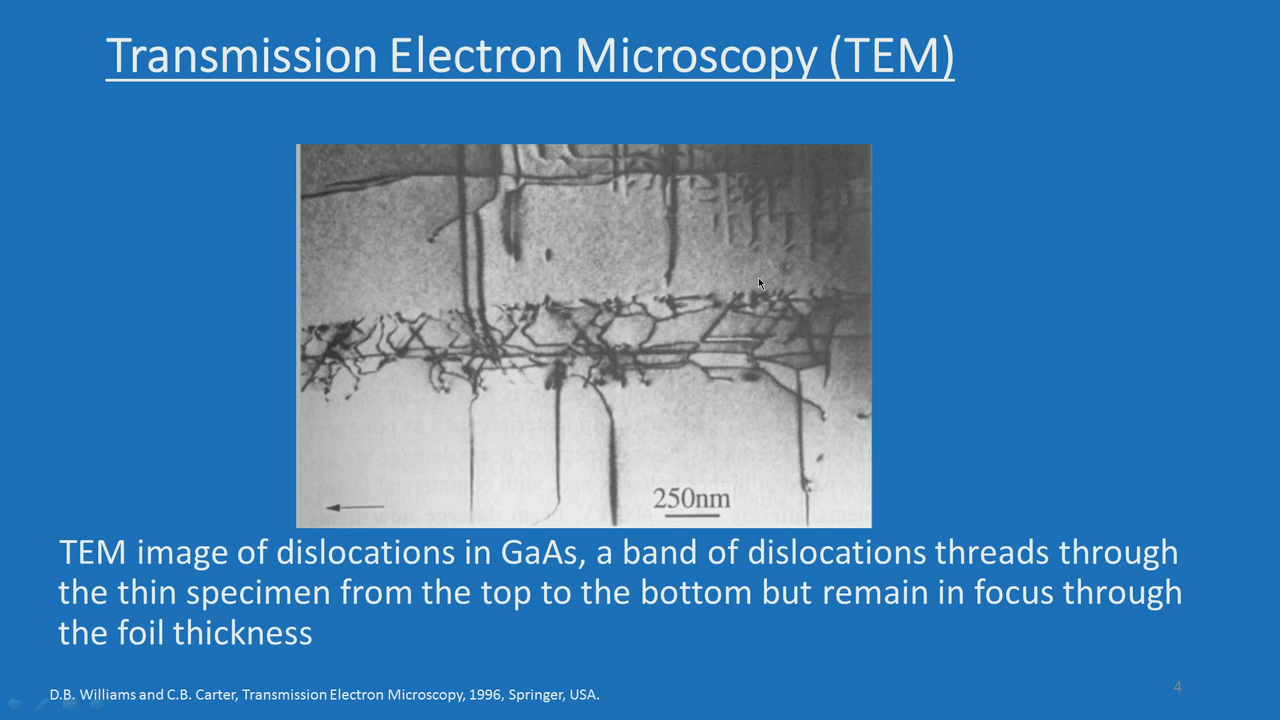 Transmission Electron Microscopy (TEM)
250nm
TEM image of dislocations in GaAs, a band of dislocations threads through
the thin specimen from the top to the bottom but remain in focus through
the foil thickness
D.B. Williams and C.B. Carter, Transmission Electron Microscopy, 1996, Springer, USA.
4